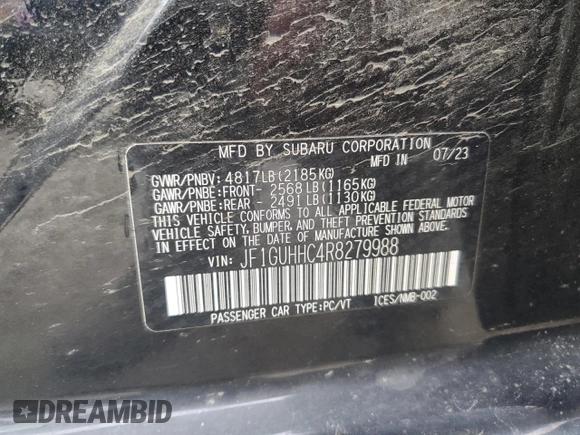 MFD BY SUBARU CORPORATION
MFD IN 07/23
GVWR/PNBV: 4817LB(2185KG)
GAWR/PNBE:FRONT- 2568LB(1165KG)
GAWR/PNBE:REAR - 2491LB(1130KG)
THIS VEHICLE CONFORMS TO ALL APPLICABLE FEDERAL MOTOR
VEHICLE SAFETY, BUMPER, AND THEFT PREVENTION STANDARDS
IN EFFECT ON THE DATE OF MANUFACTURE SHOWN ABOVE.
VIN: JF1GUHHC4R8279988
PASSENGER CAR TYPE:PC/VT ICES/NMB-002
DREAMBID